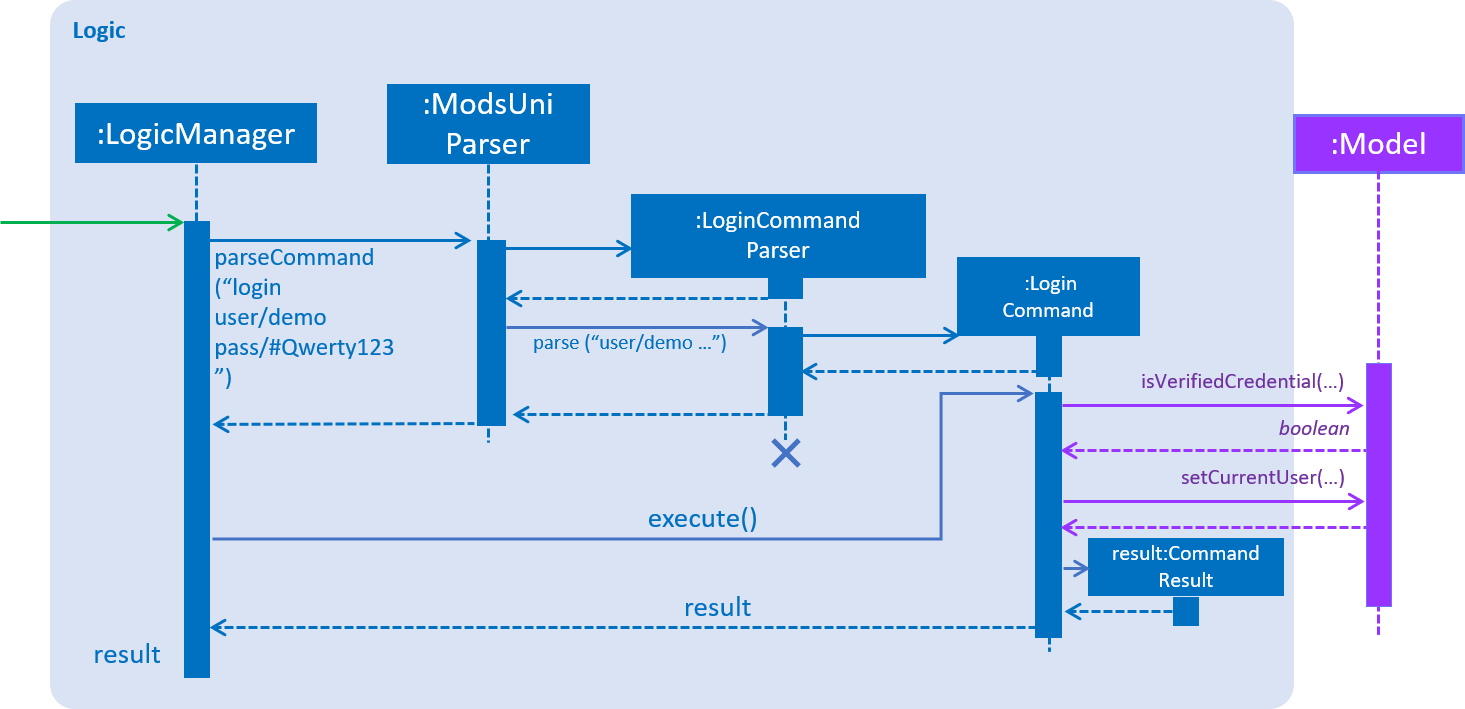 Logic
:LogicManager
:ModsUni
Parser
:Model
:LoginCommand
Parser
:Login
Command
parseCommand
(“login
user/demo
pass/#Qwerty123
”)
parse (“user/demo …”)
isVerifiedCredential(…)
boolean
setCurrentUser(…)
execute()
result:Command
Result
result
result